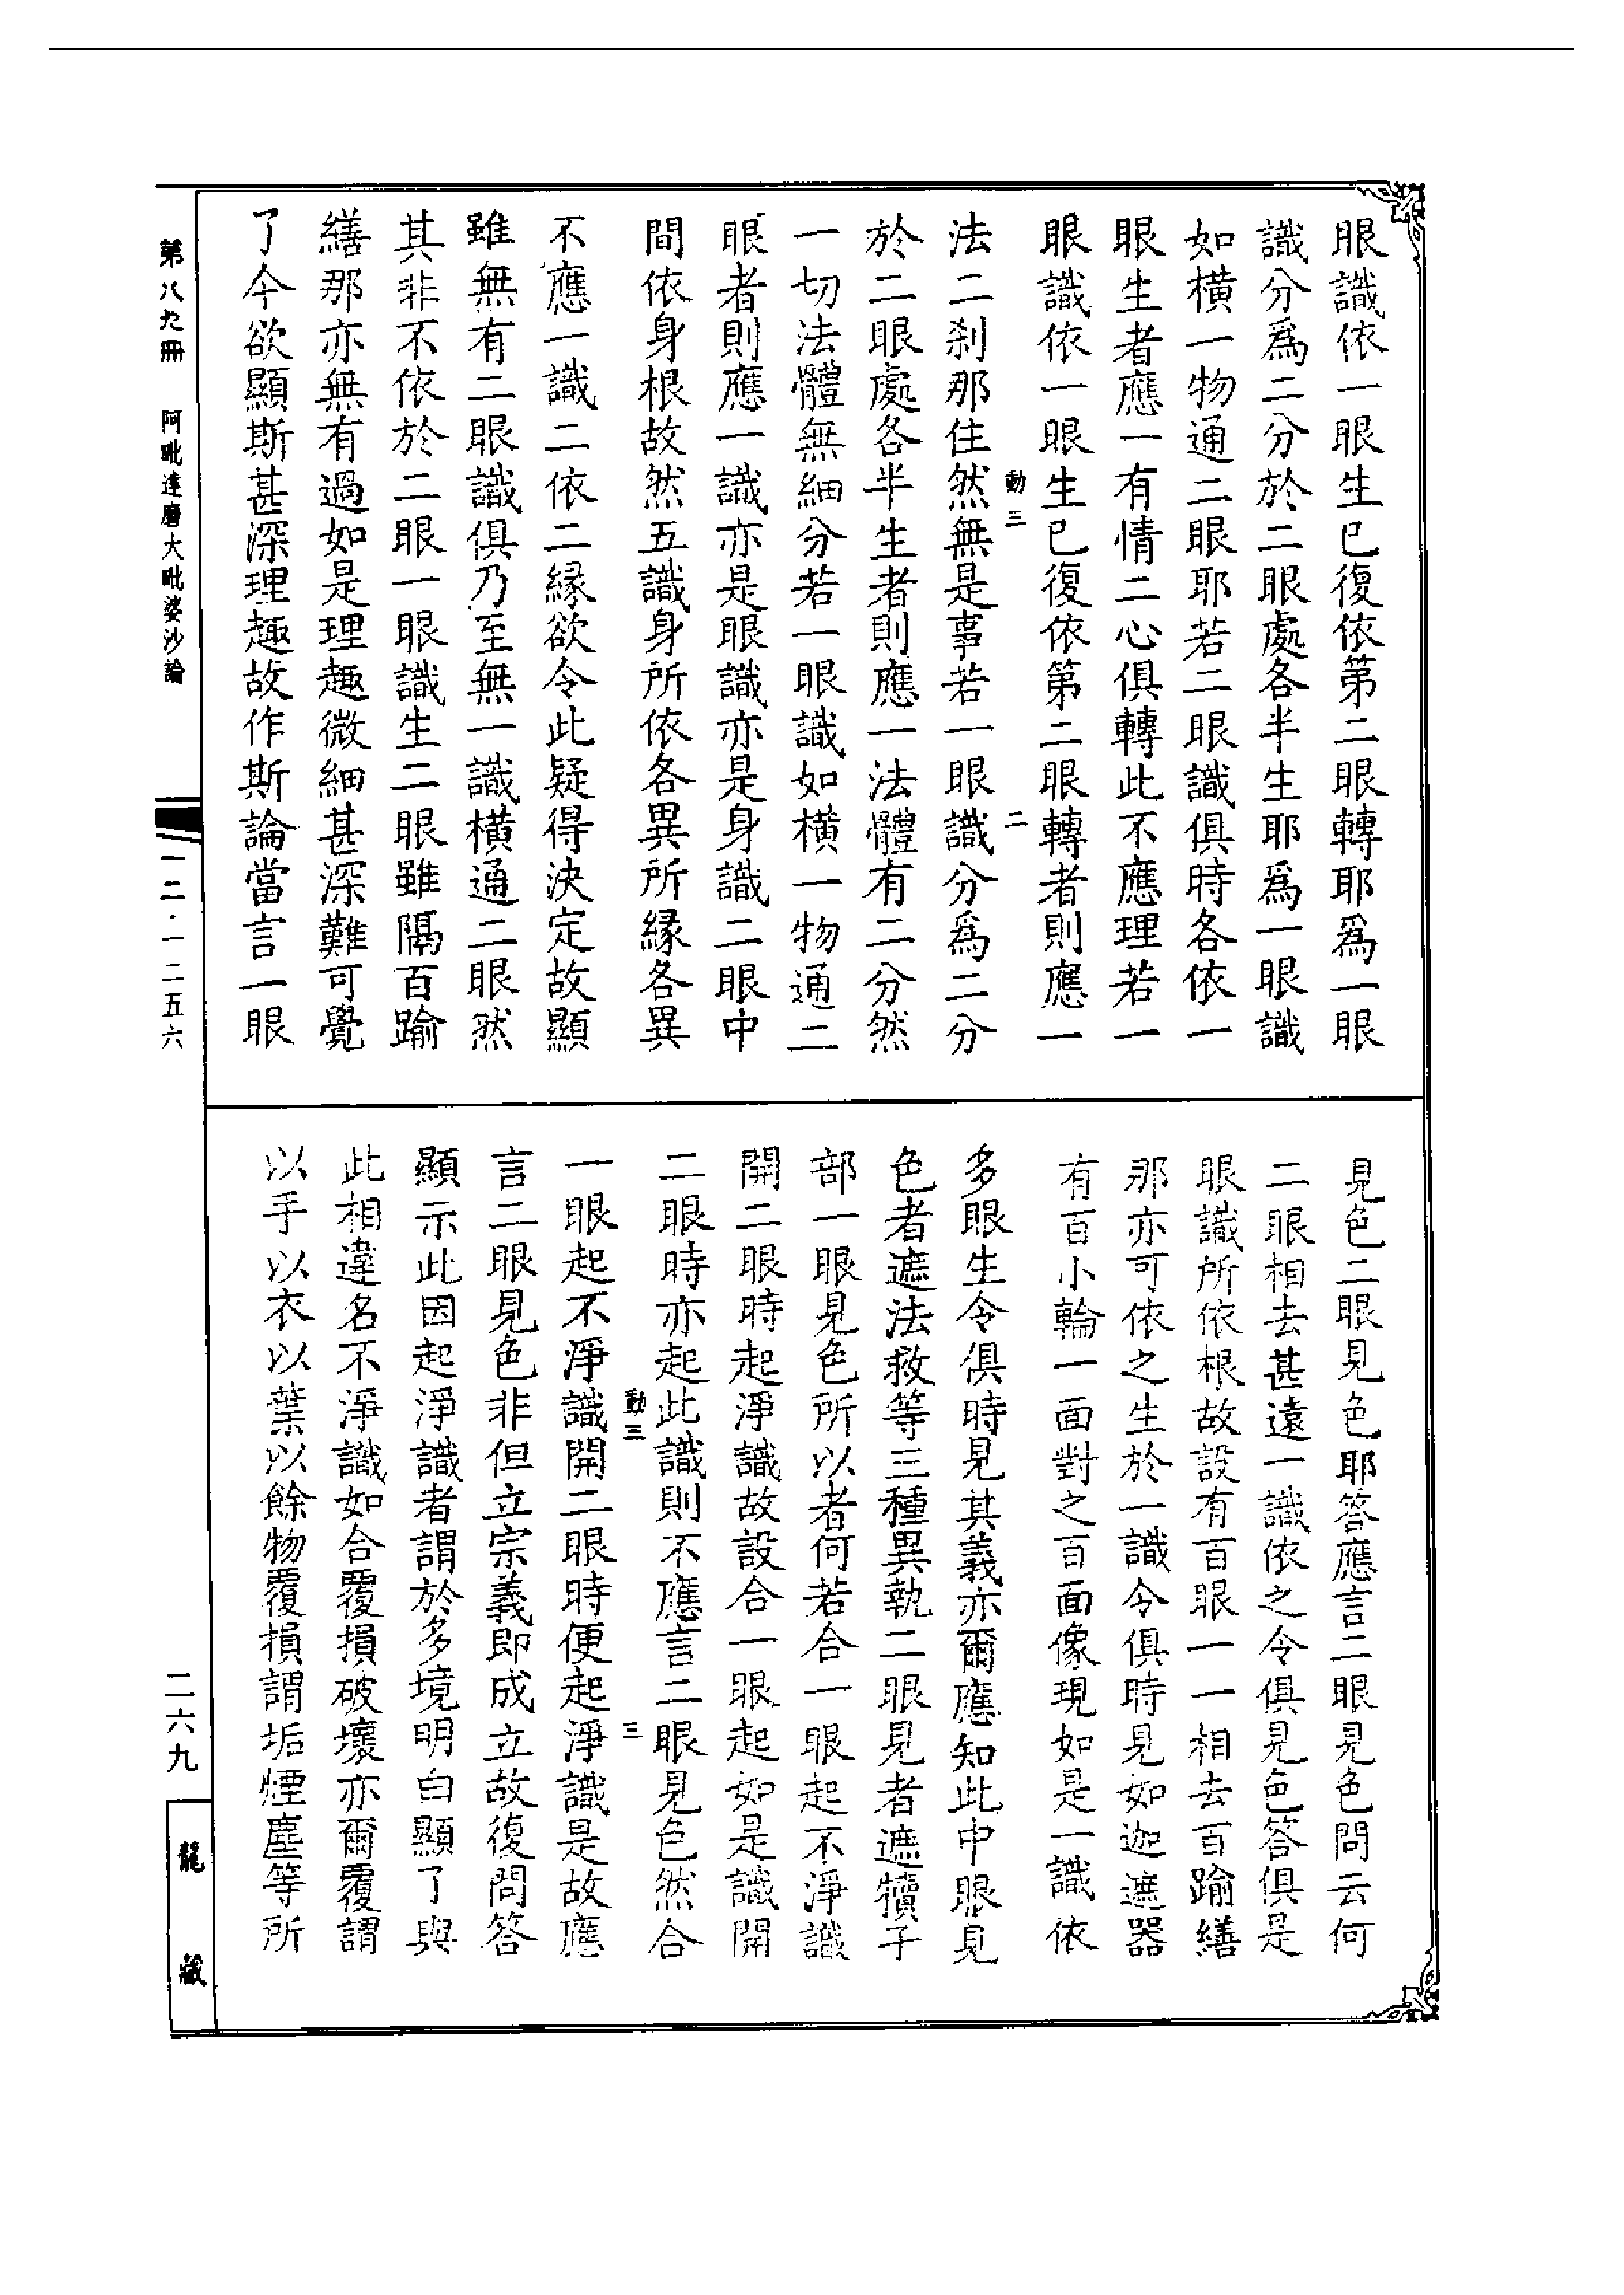 眼識依一眼生已復依第二眼轉耶爲一眼
識分爲二分於二眼處各半生耶爲一眼識
如橫一物通二眼耶若二眼識俱時各依一
眼生者應一有情二心俱轉此不應理若一
眼識依一眼生已復依第二眼轉者則應一
動三
二
法二剎那住然無是事若一眼識分爲二分
於二眼處各半生者則應一法體有二分然
一切法體無細分若一眼識如橫一物通二
眼者則應一識亦是眼識亦是身識二眼中
間依身根故然五識身所依各異所緣各異
不應一識二依二緣欲令此疑得決定故顯
雖無有二眼識俱乃至無一識橫通二眼然
其非不依於二眼一眼識生二眼雖隔百踰
繕那亦無有過如是理趣微細甚深難可覺
了今欲顯斯甚深理趣故作斯論當言一眼
見色二眼見色耶答應言二眼見色問云何
二眼相去甚遠一識依之令俱見色答俱是
眼識所依根故設有百眼一一相去百踰繕
那亦可依之生於一識令俱時見如迦遮器
有百小輪一面對之百面像現如是一識依
多眼生令俱時見其義亦爾應知此中眼見
色者遮法救等三種異執二眼見者遮犢子
部一眼見色所以者何若合一眼起不淨識
開二眼時起淨識故設合一眼起如是識開
二眼時亦起此識則不應言二眼見色然合
動三
三
一眼起不淨識開二眼時便起淨識是故應
言二眼見色非但立宗義即成立故復問答
顯示此因起淨識者謂於多境明白顯了與
此相違名不淨識如合覆損破壞亦爾覆謂
以手以衣以葉以餘物覆損謂垢煙塵等所
第八九冊 阿毗達磨大毗婆沙論
一二·一二五六
二六九
龍藏